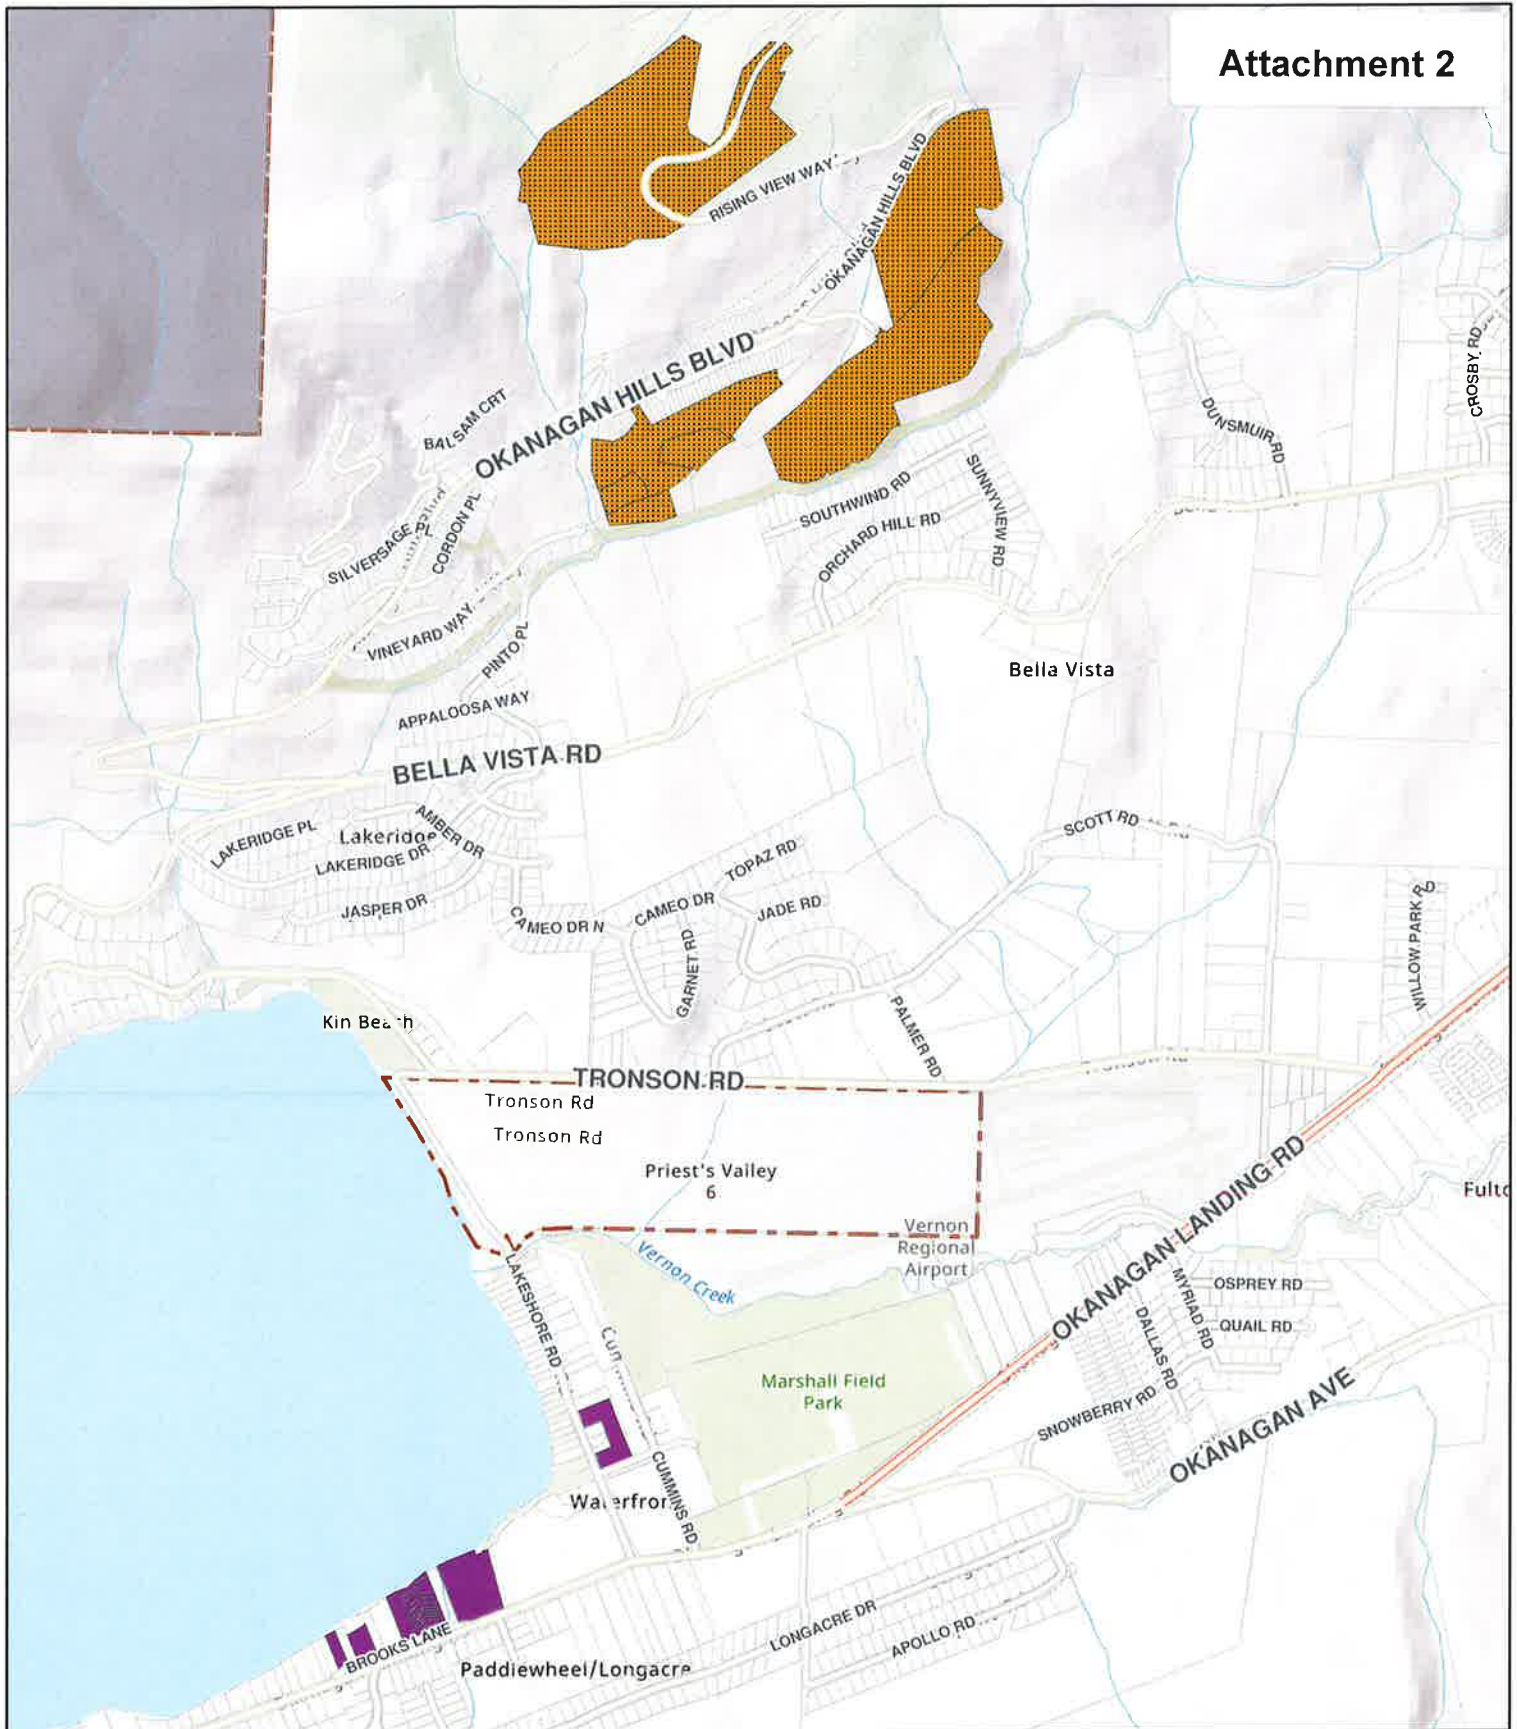 Attachment 2
RISING VIEW WAY
OKANAGAN HILLS BLVD
OKANAGAN HILLS BLVD
CROSBY RD
BALSAM CRT
DUNSMUIR RD
SILVERSAGE PL
CORDON PL
SOUTHWIND RD
SUNNYVIEW RD
ORCHARD HILL RD
VINEYARD WAY
PINTO PL
Bella Vista
APPALOOSA WAY
BELLA VISTA RD
LAKERIDGE PL
Lakeridge
AMBER DR
LAKERIDGE DR
JASPER DR
SCOTT RD
TOPAZ RD
CAMEO DR
JADE RD
CAMEO DR N
GARNET RD
WILLOW PARK RD
Kin Beach
PALMER RD
TRONSON RD
Tronson Rd
Tronson Rd
Priest's Valley
6
Vernon
Regional
Airport
OKANAGAN LANDING RD
Vernon Creek
LAKESHORE RD
MYRIAD RD
OSPREY RD
QUAIL RD
DALLAS RD
Marshall Field
Park
SNOWBERRY RD
OKANAGAN AVE
CUMMINS RD
Waterfront
BROOKS LANE
LONGACRE DR
APOLLO RD
Paddlewheel/Longacre